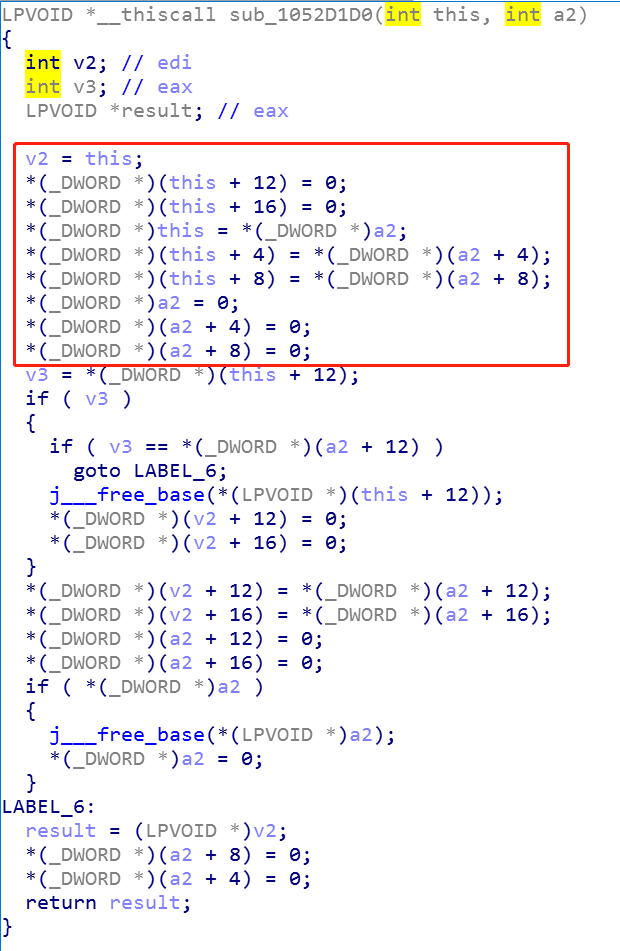 LPVOID *__thiscall sub_1052D1D0(int this, int a2)
{
  int v2; // edi
  int v3; // eax
  LPVOID *result; // eax

  v2 = this;
  *(_DWORD *)(this + 12) = 0;
  *(_DWORD *)(this + 16) = 0;
  *(_DWORD *)this = *(_DWORD *)a2;
  *(_DWORD *)(this + 4) = *(_DWORD *)(a2 + 4);
  *(_DWORD *)(this + 8) = *(_DWORD *)(a2 + 8);
  *(_DWORD *)a2 = 0;
  *(_DWORD *)(a2 + 4) = 0;
  *(_DWORD *)(a2 + 8) = 0;
  v3 = *(_DWORD *)(this + 12);
  if ( v3 )
  {
    if ( v3 == *(_DWORD *)(a2 + 12) )
      goto LABEL_6;
    j___free_base(*(LPVOID *)(this + 12));
    *(_DWORD *)(v2 + 12) = 0;
    *(_DWORD *)(v2 + 16) = 0;
  }
  *(_DWORD *)(v2 + 12) = *(_DWORD *)(a2 + 12);
  *(_DWORD *)(v2 + 16) = *(_DWORD *)(a2 + 16);
  *(_DWORD *)(a2 + 12) = 0;
  *(_DWORD *)(a2 + 16) = 0;
  if ( *(_DWORD *)a2 )
  {
    j___free_base(*(LPVOID *)a2);
    *(_DWORD *)a2 = 0;
  }
LABEL_6:
  result = (LPVOID *)v2;
  *(_DWORD *)(a2 + 8) = 0;
  *(_DWORD *)(a2 + 4) = 0;
  return result;
}